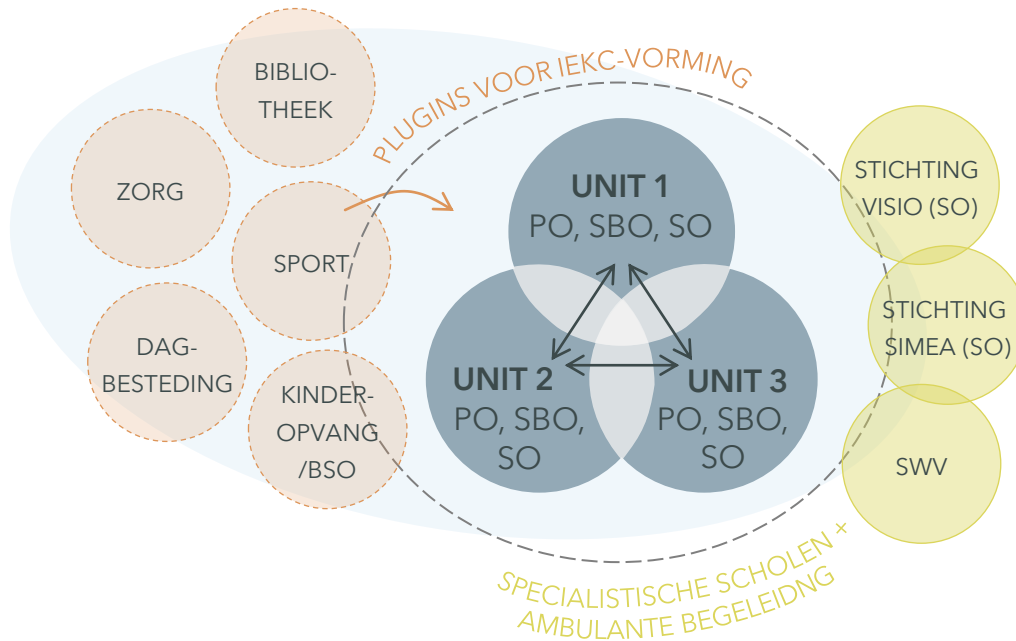 BIBLIO-
THEEK
ZORG
SPORT
DAG-
BESTEDING
KINDER-
OPVANG
/BSO
PLUGINS VOOR IEKC-VORMING
UNIT 1
PO, SBO, SO
UNIT 2
PO, SBO,
SO
UNIT 3
PO, SBO,
SO
STICHTING
VISIO (SO)
STICHTING
SIMEA (SO)
SWV
SPECIALISTISCHE SCHOLEN +
AMBULANTE BEGELEIDNG